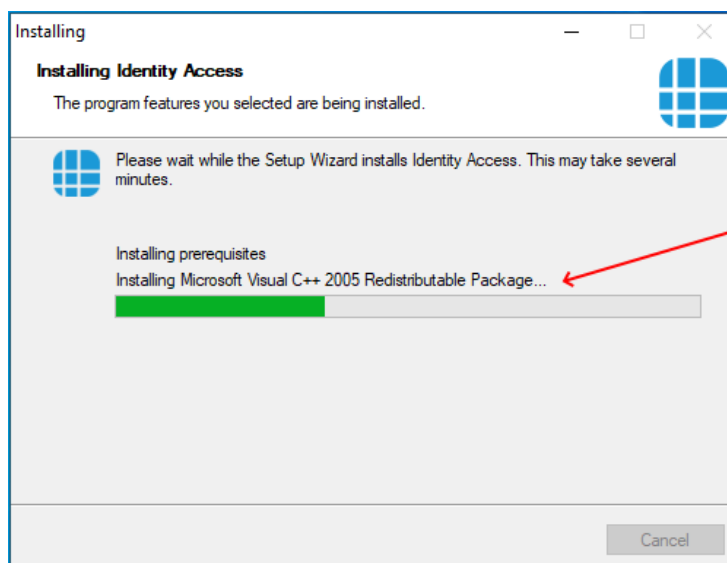 Installing
Installing Identity Access
The program features you selected are being installed.
Please wait while the Setup Wizard installs Identity Access. This may take several
minutes.
Installing prerequisites
Installing Microsoft Visual C++ 2005 Redistributable Package...
Cancel